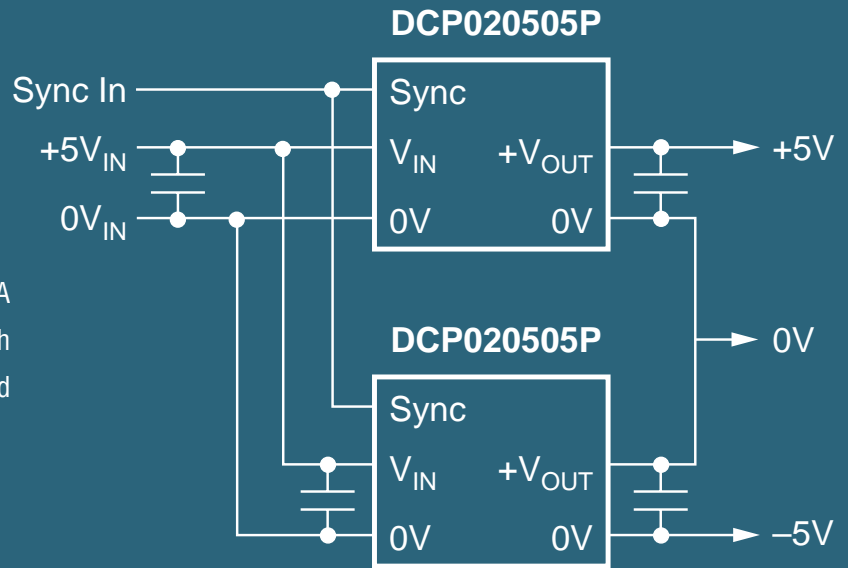 DCP020505P
Sync In
Sync
+5VIN
VIN +VOUT
+5V
0VIN
0V 0V
A
h
0V
d
DCP020505P
Sync
VIN +VOUT
0V 0V
–5V